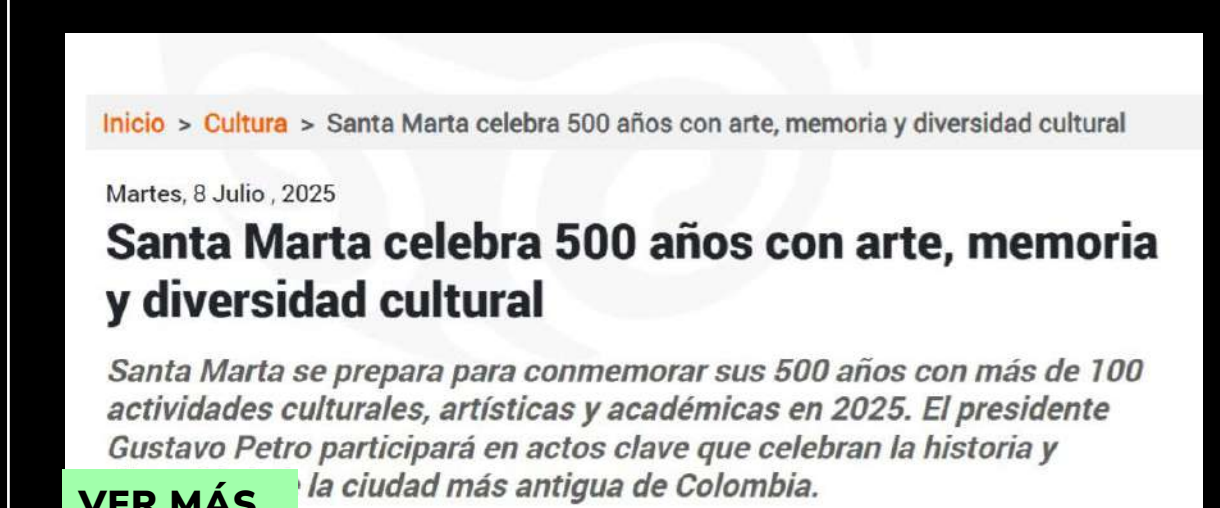 Inicio > Cultura > Santa Marta celebra 500 años con arte, memoria y diversidad cultural
Martes, 8 Julio , 2025
Santa Marta celebra 500 años con arte, memoria
y diversidad cultural
Santa Marta se prepara para conmemorar sus 500 años con más de 100
actividades culturales, artísticas y académicas en 2025. El presidente
Gustavo Petro participará en actos clave que celebran la historia y
la ciudad más antigua de Colombia.
VER MÁS